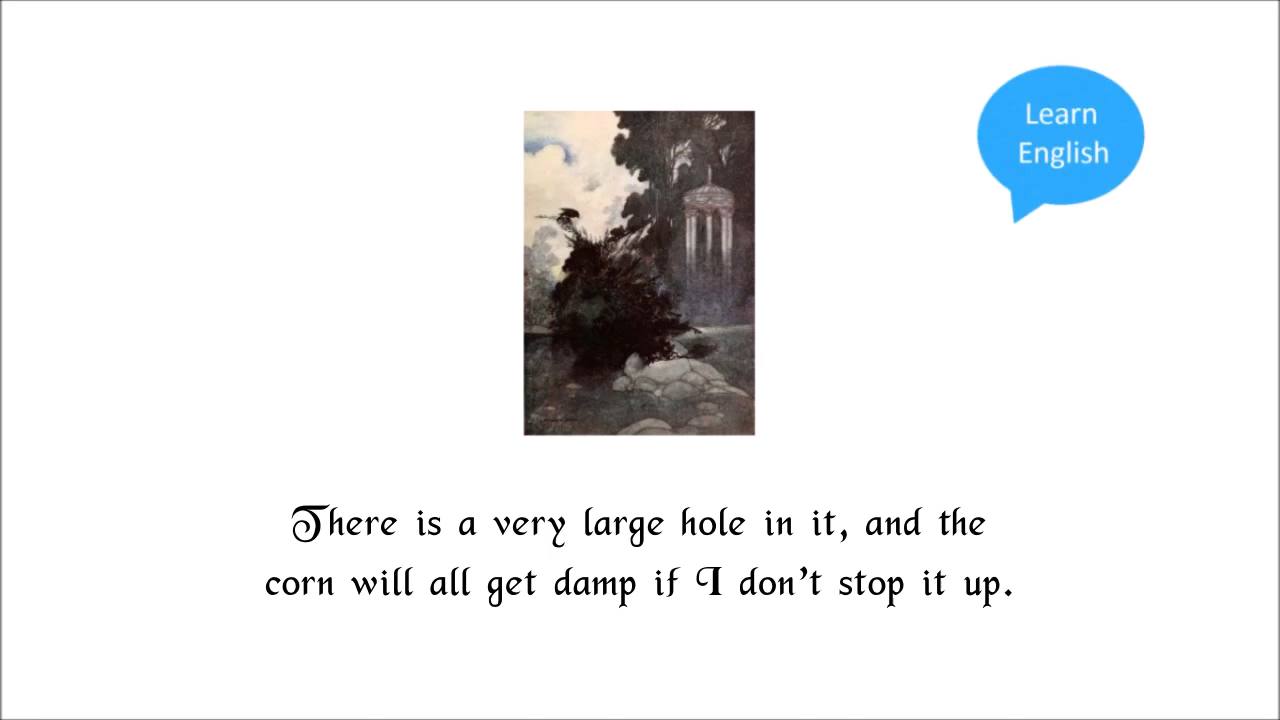 Learn
English
There is a very large hole in it, and the
corn will all get damp if I don't stop it up.